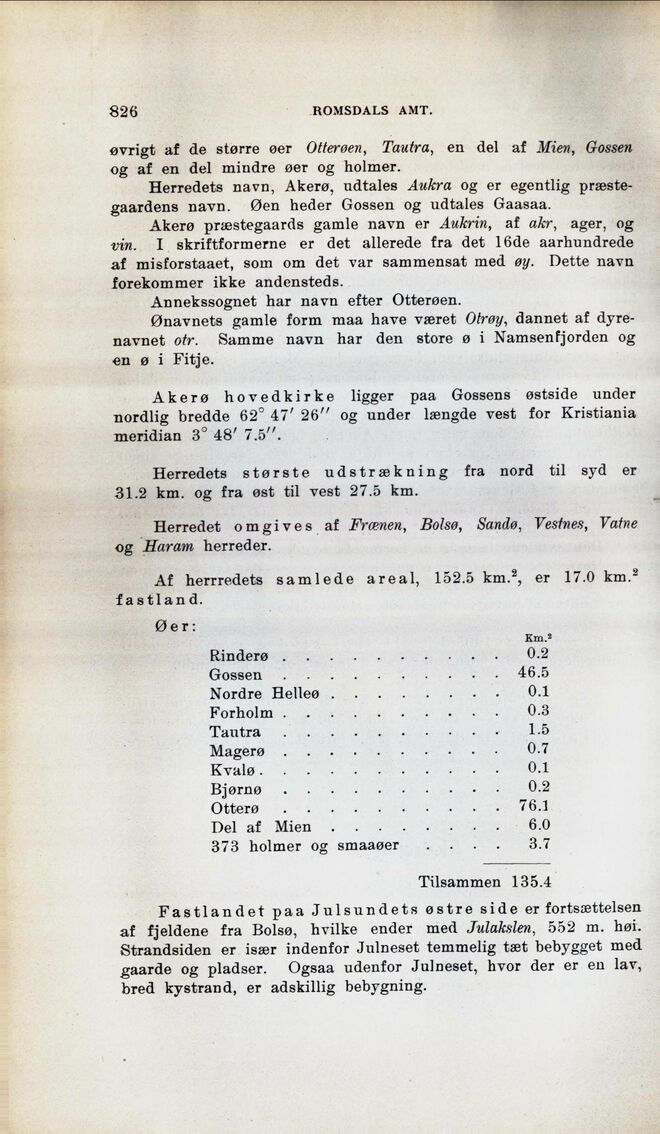 826 ROMSDALS AMT.
øvrigt af de større øer Otterøen, Tautra, en del af Mien, Gossen
og af en del mindre øer og holmer.
Herredets navn, Akerø, udtales Aukra og er egentlig præste-
gaardens navn. Øen heder Gossen og udtales Gaasaa.
Akerø præstegaards gamle navn er Aukrin, af akr, ager, og
vin. I skriftformerne er det allerede fra det 16de aarhundrede
af misforstaaet, som om det var sammensat med øy. Dette navn
forekommer ikke andensteds.
Annekssognet har navn efter Otterøen.
Ønavnets gamle form maa have været Otrøy, dannet af dyre-
navnet otr. Samme navn har den store ø i Namsenfjorden og
en ø i Fitje.
Akerø hovedkirke ligger paa Gossens østside under
nordlig bredde 62° 47′ 26″ og under længde vest for Kristiania
meridian 3° 48′ 7.5″.
Herredets største udstrækning fra nord til syd er
31.2 km. og fra øst til vest 27.5 km.
Herredet omgives af Frænen, Bolsø, Sandø, Vestnes, Vatne
og Haram herreder.
Af herrredets samlede areal, 152.5 km.², er 17.0 km.²
fastland.
Øer:
Km.²
Rinderø . . . . . . . . . . 0.2
Gossen . . . . . . . . . . 46.5
Nordre Helleø . . . . . . . . 0.1
Forholm . . . . . . . . . . 0.3
Tautra . . . . . . . . . . 1.5
Magerø . . . . . . . . . . 0.7
Kvalø . . . . . . . . . . . 0.1
Bjørnø . . . . . . . . . . 0.2
Otterø . . . . . . . . . . 76.1
Del af Mien . . . . . . . . 6.0
373 holmer og smaaøer . . . . 3.7
Tilsammen 135.4
Fastlandet paa Julsundets østre side er fortsættelsen
af fjeldene fra Bolsø, hvilke ender med Julakslen, 552 m. høi.
Strandsiden er især indenfor Julneset temmelig tæt bebygget med
gaarde og pladser. Ogsaa udenfor Julneset, hvor der er en lav,
bred kystrand, er adskillig bebygning.